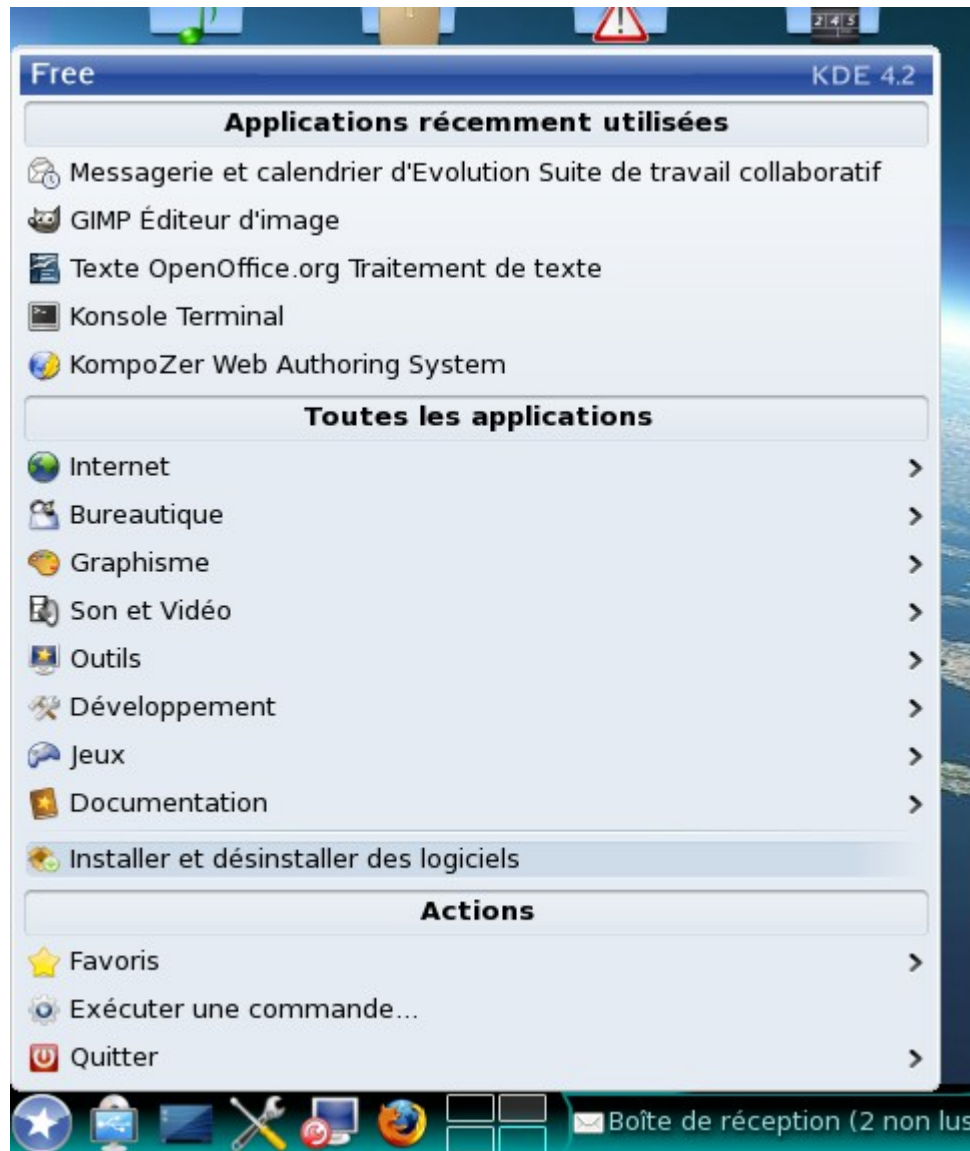 2 4 5
Free KDE 4.2
Applications récemment utilisées
Messagerie et calendrier d'Evolution Suite de travail collaboratif
GIMP Éditeur d'image
Texte OpenOffice.org Traitement de texte
Konsole Terminal
KompoZer Web Authoring System
Toutes les applications
Internet
Bureautique
Graphisme
Son et Vidéo
Outils
Développement
Jeux
Documentation
Installer et désinstaller des logiciels
Actions
Favoris
Exécuter une commande...
Quitter
Boîte de réception (2 non lus